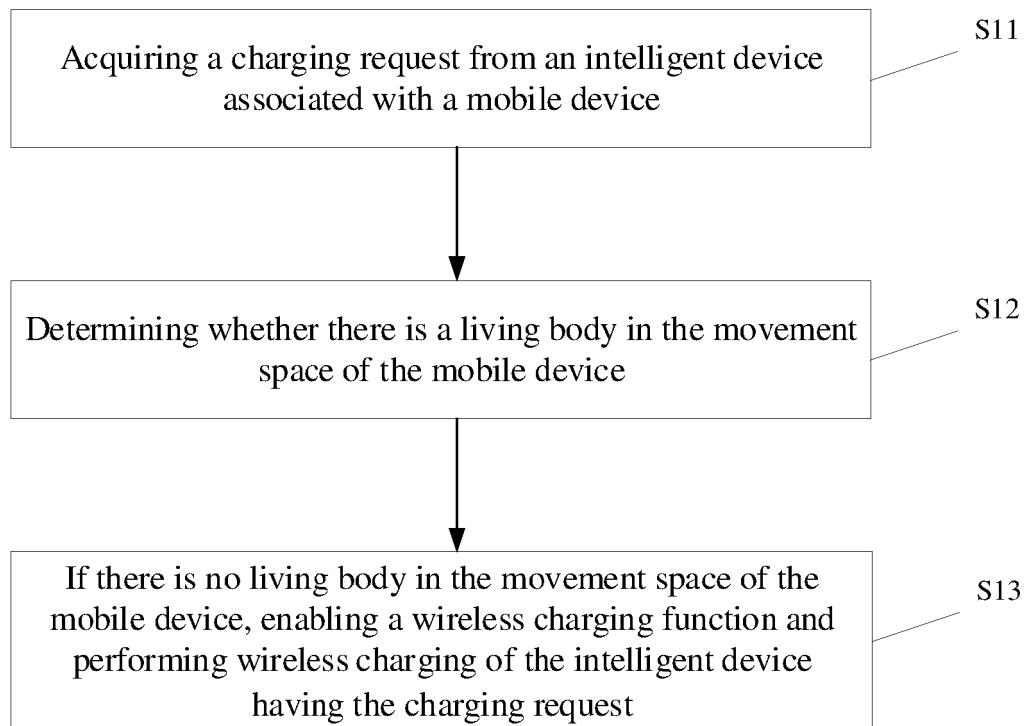 S11
Acquiring a charging request from an intelligent device
associated with a mobile device
S12
Determining whether there is a living body in the movement
space of the mobile device
S13
If there is no living body in the movement space of the
mobile device, enabling a wireless charging function and
performing wireless charging of the intelligent device
having the charging request